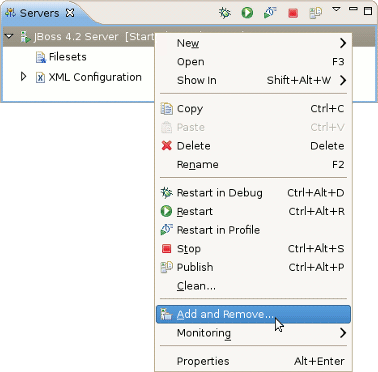 Servers
JBoss 4.2 Server [Start
Filesets
XML Configuration
New
Open F3
Show In Shift+Alt+W
Copy Ctrl+C
Paste Ctrl+V
Delete Delete
Rename F2
Restart in Debug Ctrl+Alt+D
Restart Ctrl+Alt+R
Restart in Profile
Stop Ctrl+Alt+S
Publish Ctrl+Alt+P
Clean...
Add and Remove...
Monitoring
Properties Alt+Enter